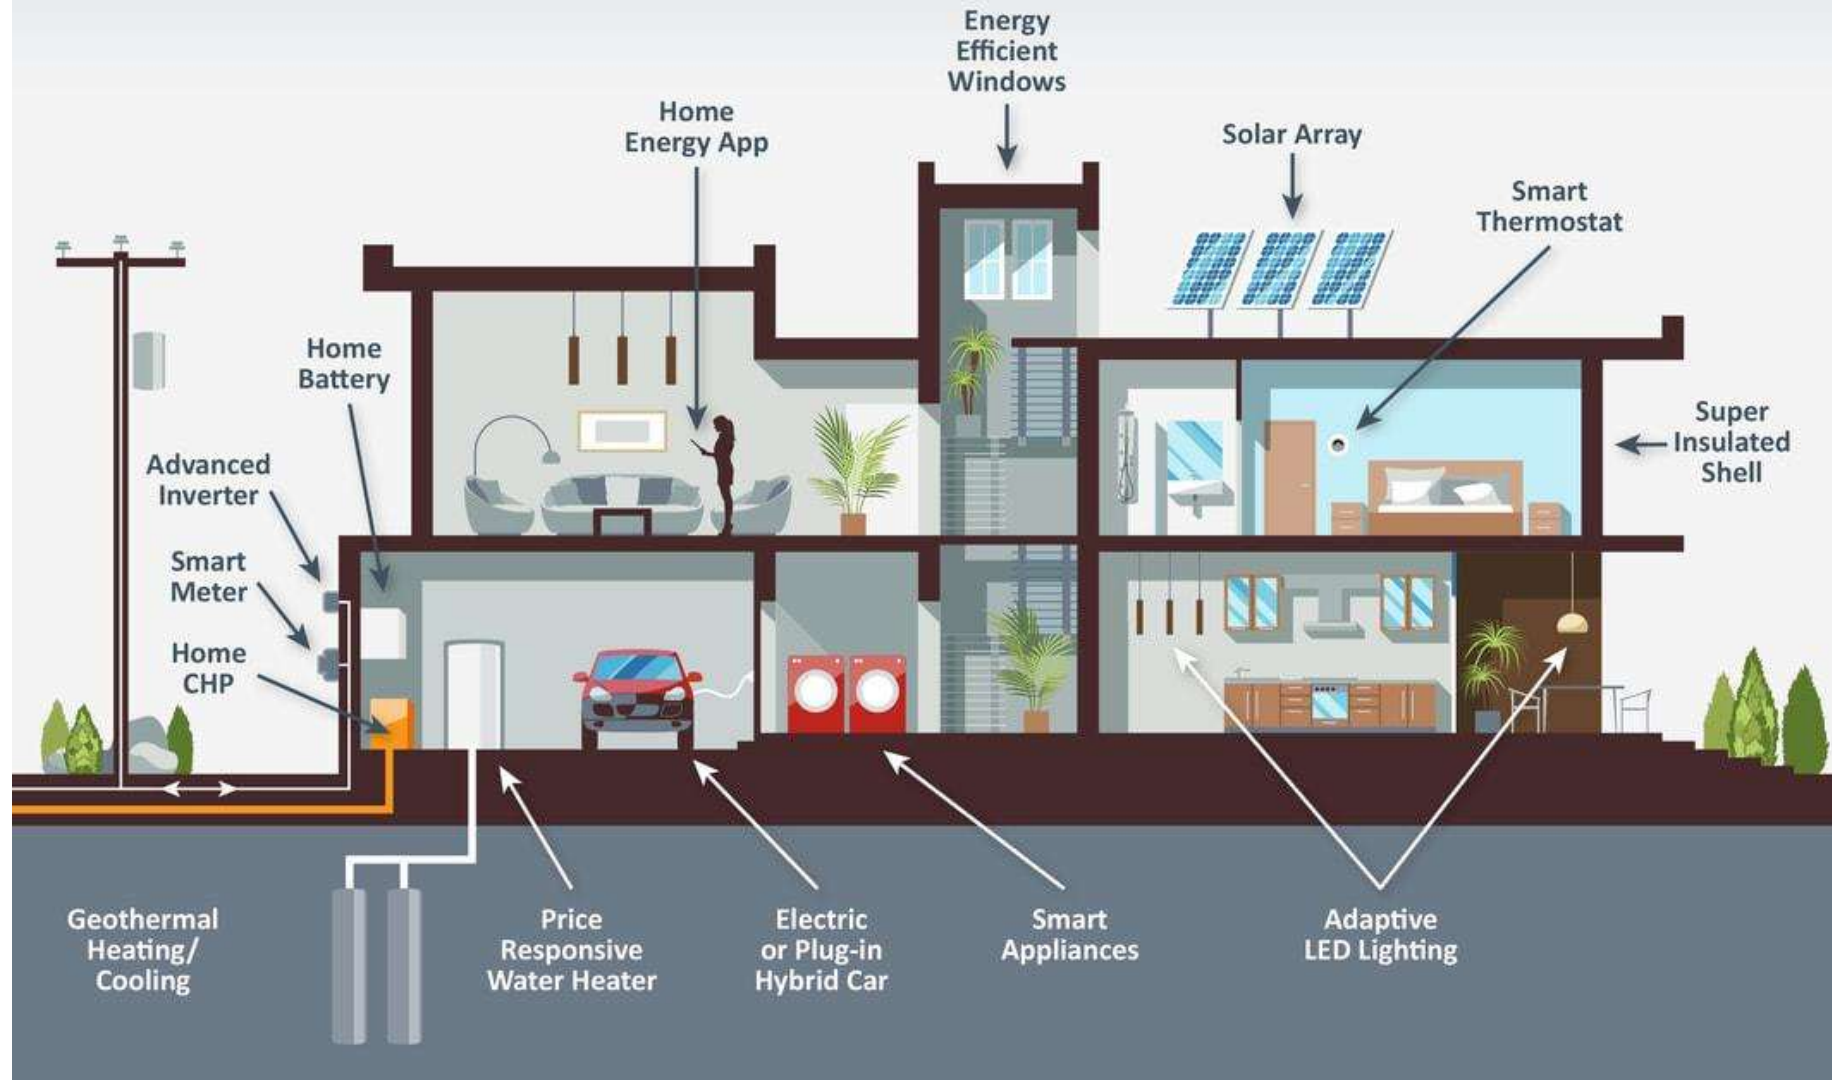 Energy
Efficient
Windows
Home
Energy App
Solar Array
Smart
Thermostat
Home
Battery
Super
Insulated
Shell
Advanced
Inverter
Smart
Meter
Home
CHP
Geothermal
Heating/
Cooling
Price
Responsive
Water Heater
Electric
or Plug-in
Hybrid Car
Smart
Appliances
Adaptive
LED Lighting